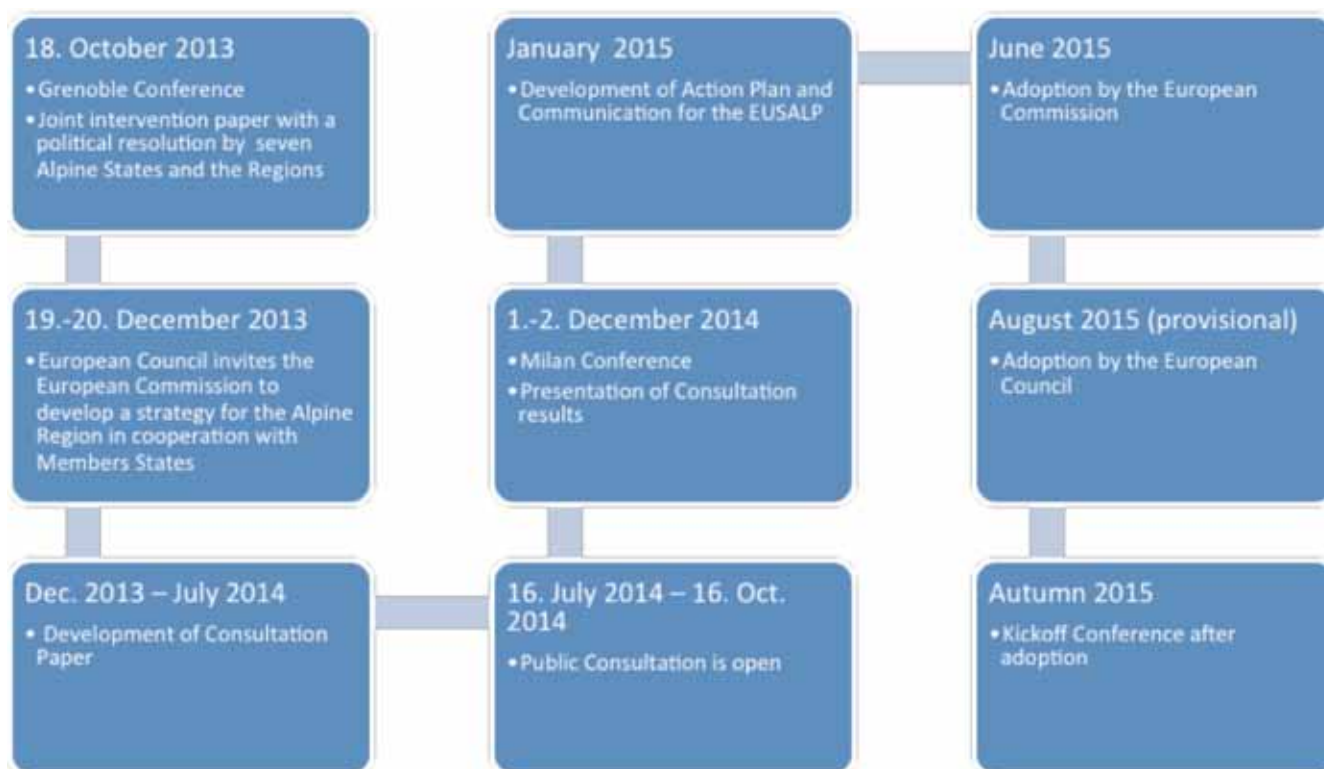 18. October 2013
•Grenoble Conference
•Joint intervention paper with a
political resolution by seven
Alpine States and the Regions
19.-20. December 2013
•European Council invites the
European Commission to
develop a strategy for the Alpine
Region in cooperation with
Members States
Dec. 2013 – July 2014
• Development of Consultation
Paper
16. July 2014 – 16. Oct.
2014
•Public Consultation is open
1.-2. December 2014
•Milan Conference
•Presentation of Consultation
results
January 2015
•Development of Action Plan and
Communication for the EUSALP
June 2015
•Adoption by the European
Commission
August 2015 (provisional)
•Adoption by the European
Council
Autumn 2015
•Kickoff Conference after
adoption